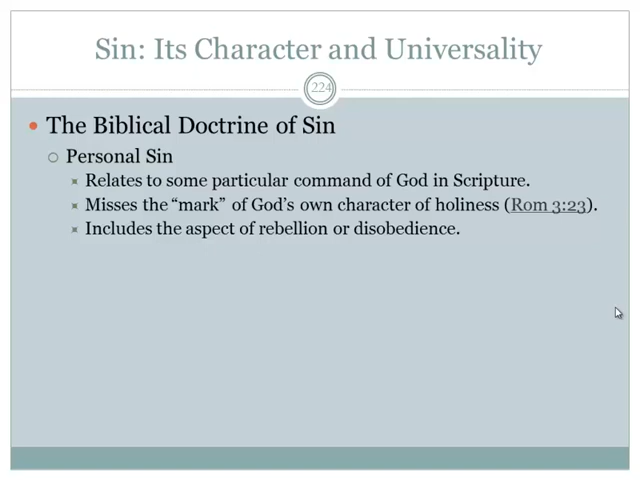 Sin: Its Character and Universality
224
The Biblical Doctrine of Sin
Personal Sin
Relates to some particular command of God in Scripture.
Misses the “mark” of God’s own character of holiness (Rom 3:23).
Includes the aspect of rebellion or disobedience.